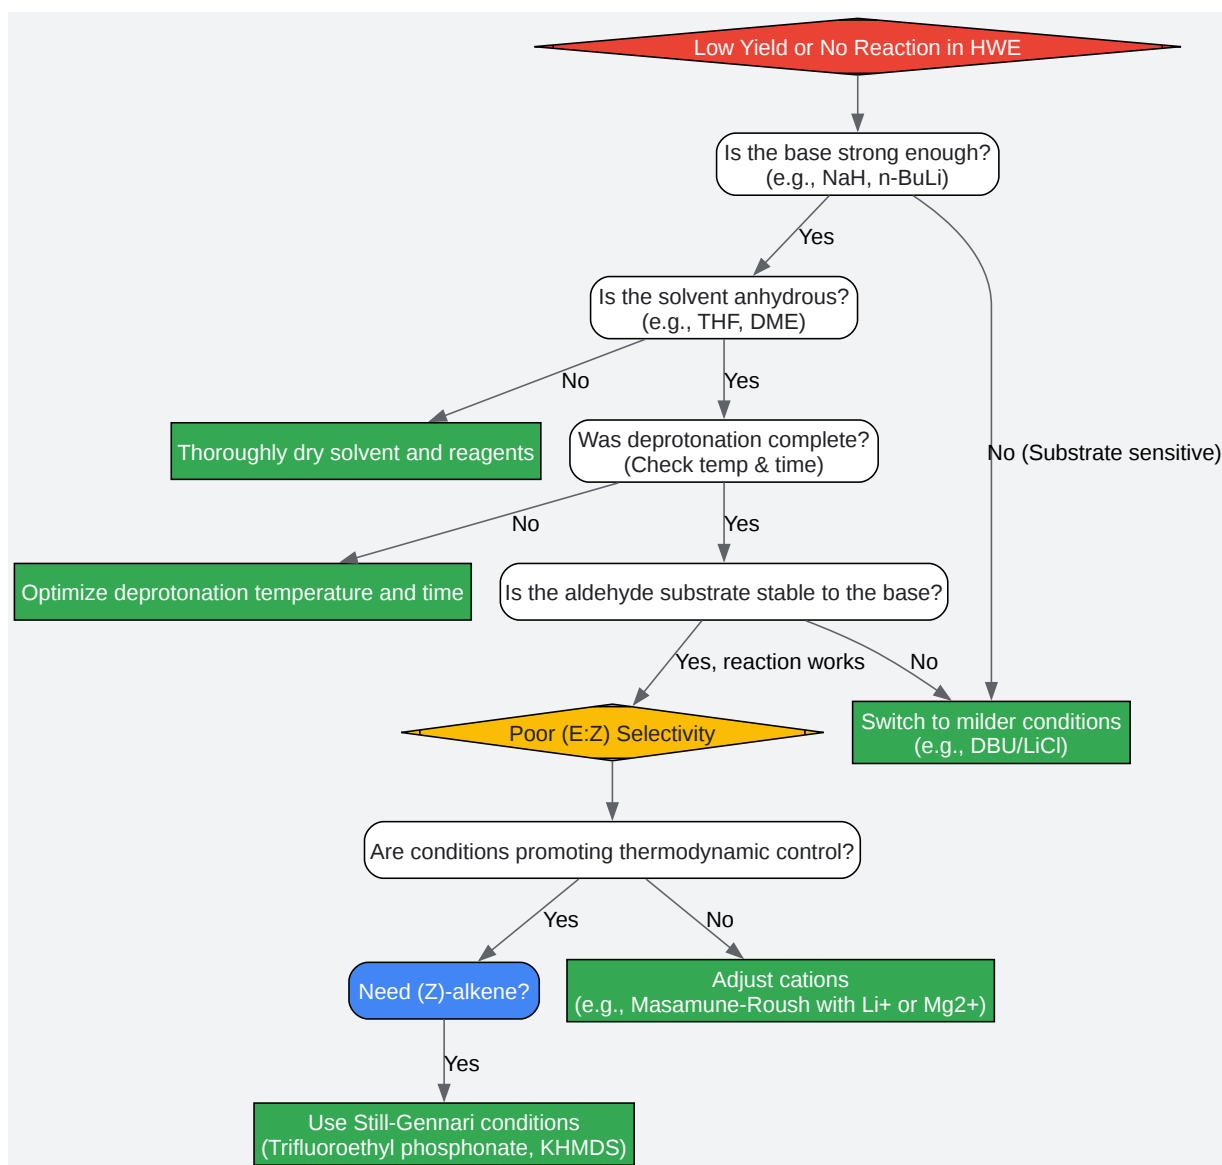 Low Yield or No Reaction in HWE
Is the base strong enough?
(e.g., NaH, n-BuLi)
Yes
Is the solvent anhydrous?
(e.g., THF, DME)
No
Yes
Thoroughly dry solvent and reagents
Was deprotonation complete?
(Check temp & time)
No (Substrate sensitive)
No
Yes
Optimize deprotonation temperature and time
Is the aldehyde substrate stable to the base?
Yes, reaction works
No
Poor (E:Z) Selectivity
Switch to milder conditions
(e.g., DBU/LiCl)
Are conditions promoting thermodynamic control?
Yes
No
Need (Z)-alkene?
Adjust cations
(e.g., Masamune-Roush with Li+ or Mg2+)
Yes
Use Still-Gennari conditions
(Trifluoroethyl phosphonate, KHMDS)